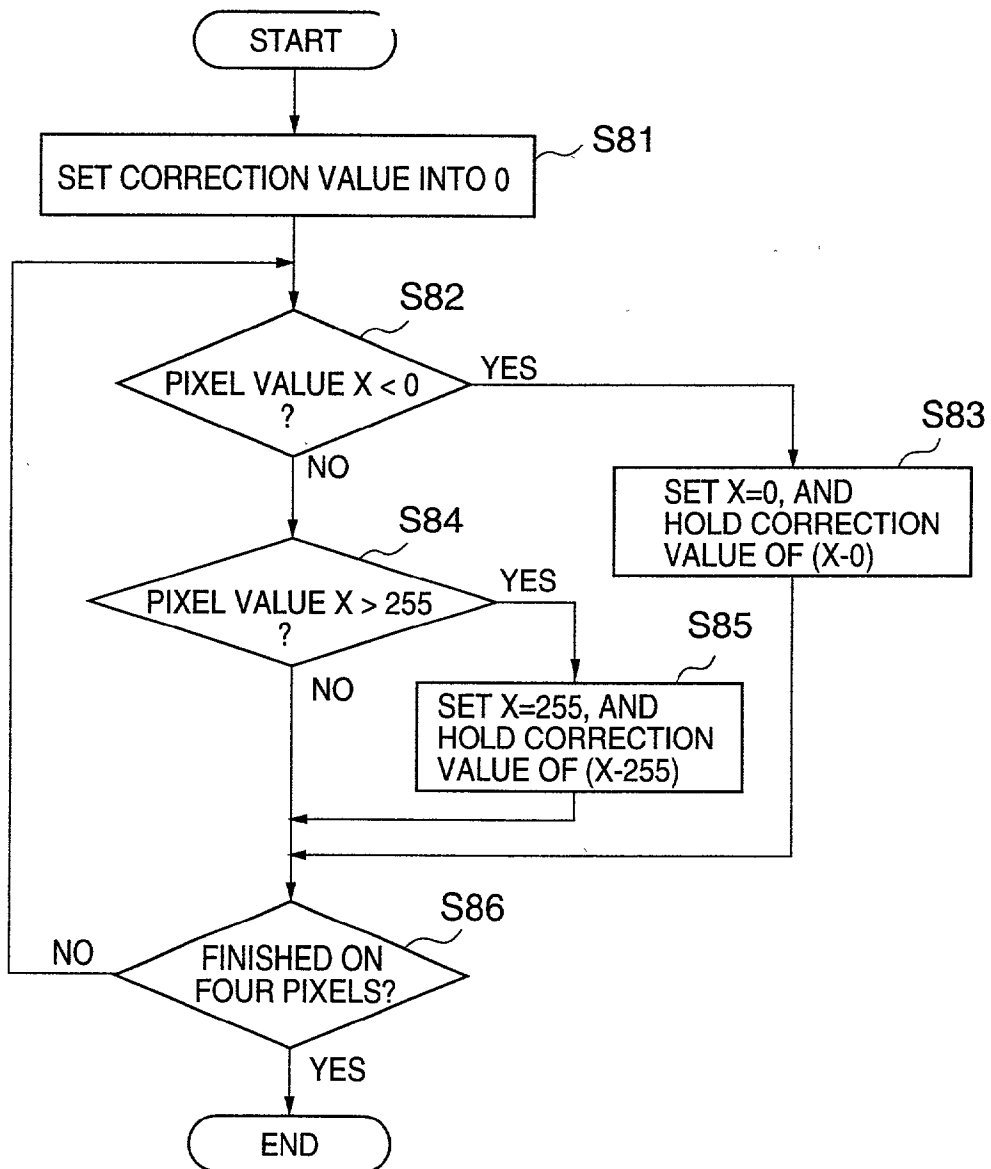 START
S81
SET CORRECTION VALUE INTO 0
S82
PIXEL VALUE X < 0
?
YES
NO
S83
SET X=0, AND
HOLD CORRECTION
VALUE OF (X-0)
S84
PIXEL VALUE X > 255
?
YES
NO
S85
SET X=255, AND
HOLD CORRECTION
VALUE OF (X-255)
S86
FINISHED ON
FOUR PIXELS?
NO
YES
END